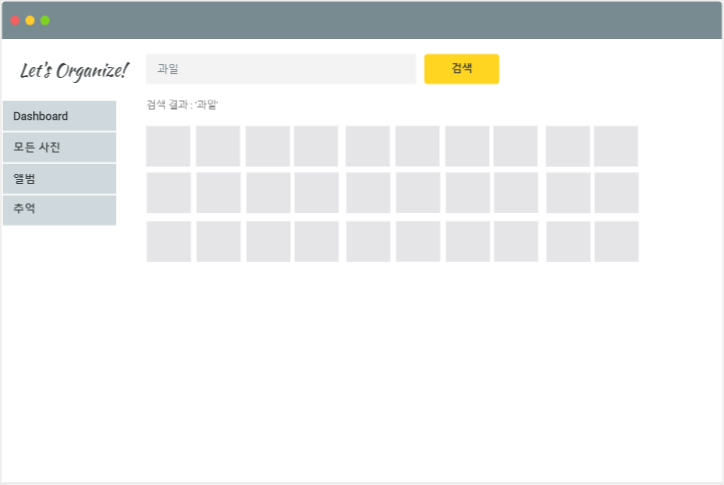 Let's Organize!
과일
검색
검색 결과 : '과일'
Dashboard
모든 사진
앨범
추억